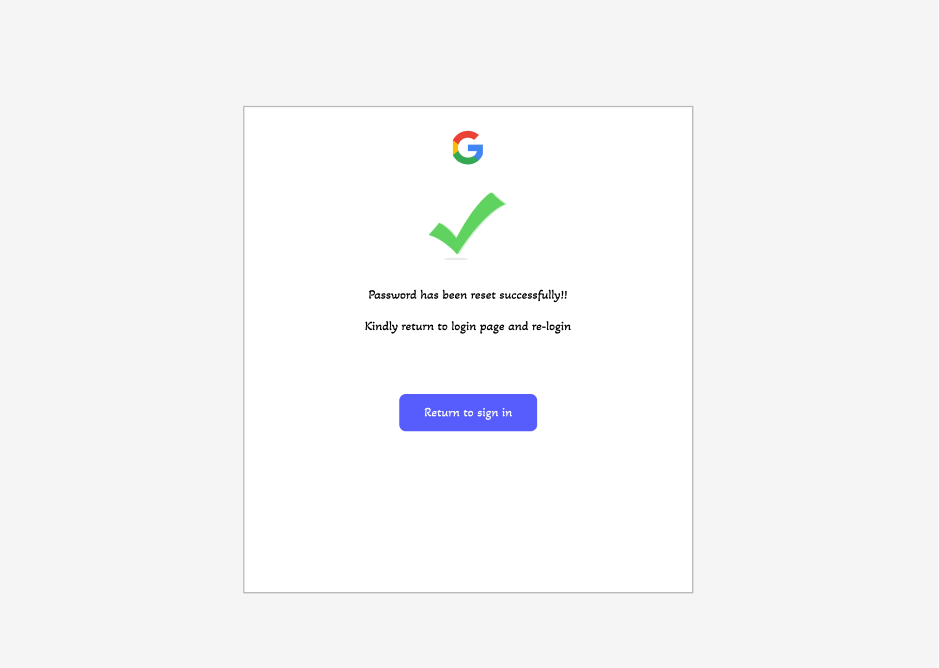 Password has been reset successfully!!
Kindly return to login page and re-login
Return to sign in